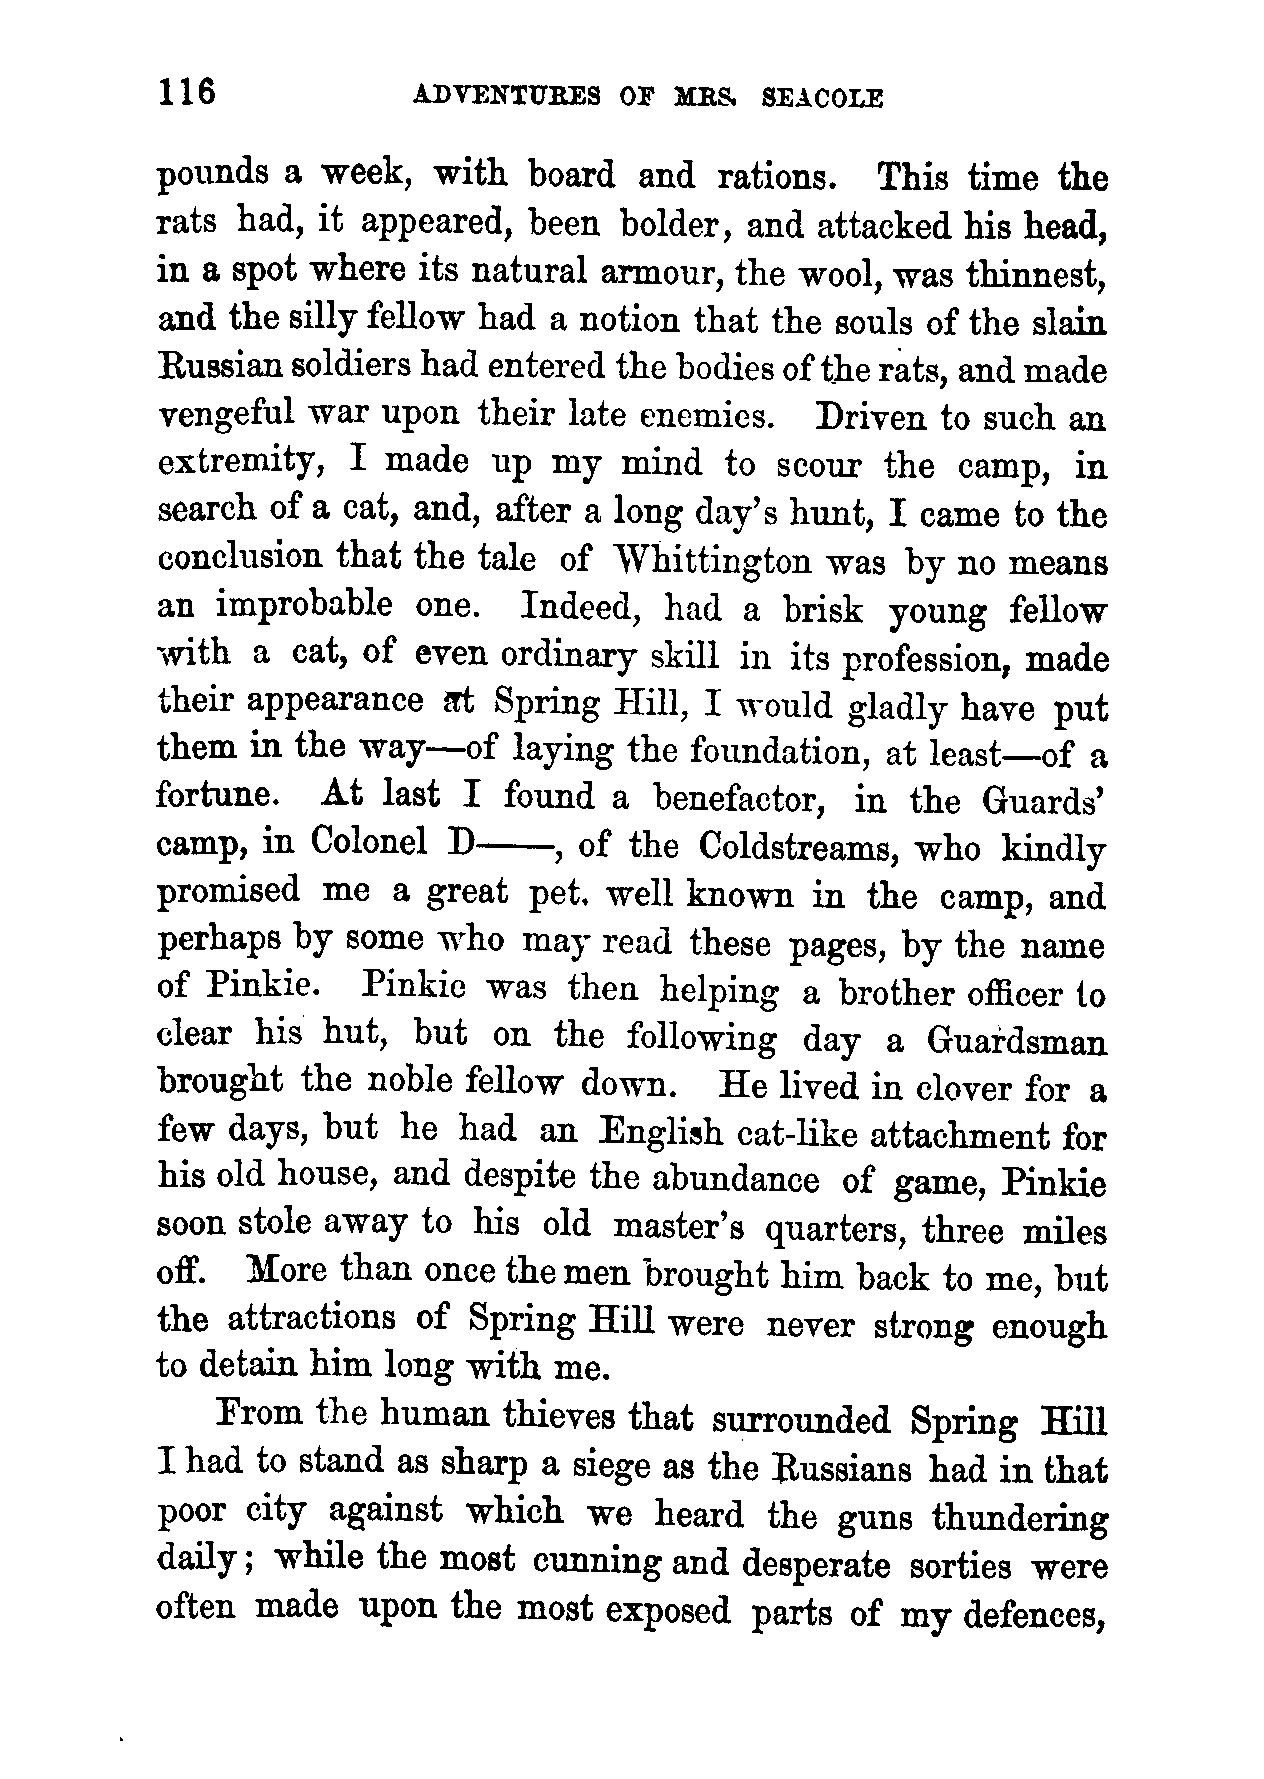 116 ADVENTURES OF MRS. SEACOLE
pounds a week, with board and rations. This time the
rats had, it appeared, been bolder, and attacked his head,
in a spot where its natural armour, the wool, was thinnest,
and the silly fellow had a notion that the souls of the slain
Russian soldiers had entered the bodies of the rats, and made
vengeful war upon their late enemies. Driven to such an
extremity, I made up my mind to scour the camp, in
search of a cat, and, after a long day's hunt, I came to the
conclusion that the tale of Whittington was by no means
an improbable one. Indeed, had a brisk young fellow
with a cat, of even ordinary skill in its profession, made
their appearance at Spring Hill, I would gladly have put
them in the way—of laying the foundation, at least—of a
fortune. At last I found a benefactor, in the Guards'
camp, in Colonel D——, of the Coldstreams, who kindly
promised me a great pet. well known in the camp, and
perhaps by some who may read these pages, by the name
of Pinkie. Pinkie was then helping a brother officer to
clear his hut, but on the following day a Guardsman
brought the noble fellow down. He lived in clover for a
few days, but he had an English cat-like attachment for
his old house, and despite the abundance of game, Pinkie
soon stole away to his old master's quarters, three miles
off. More than once the men brought him back to me, but
the attractions of Spring Hill were never strong enough
to detain him long with me.
From the human thieves that surrounded Spring Hill
I had to stand as sharp a siege as the Russians had in that
poor city against which we heard the guns thundering
daily; while the most cunning and desperate sorties were
often made upon the most exposed parts of my defences,